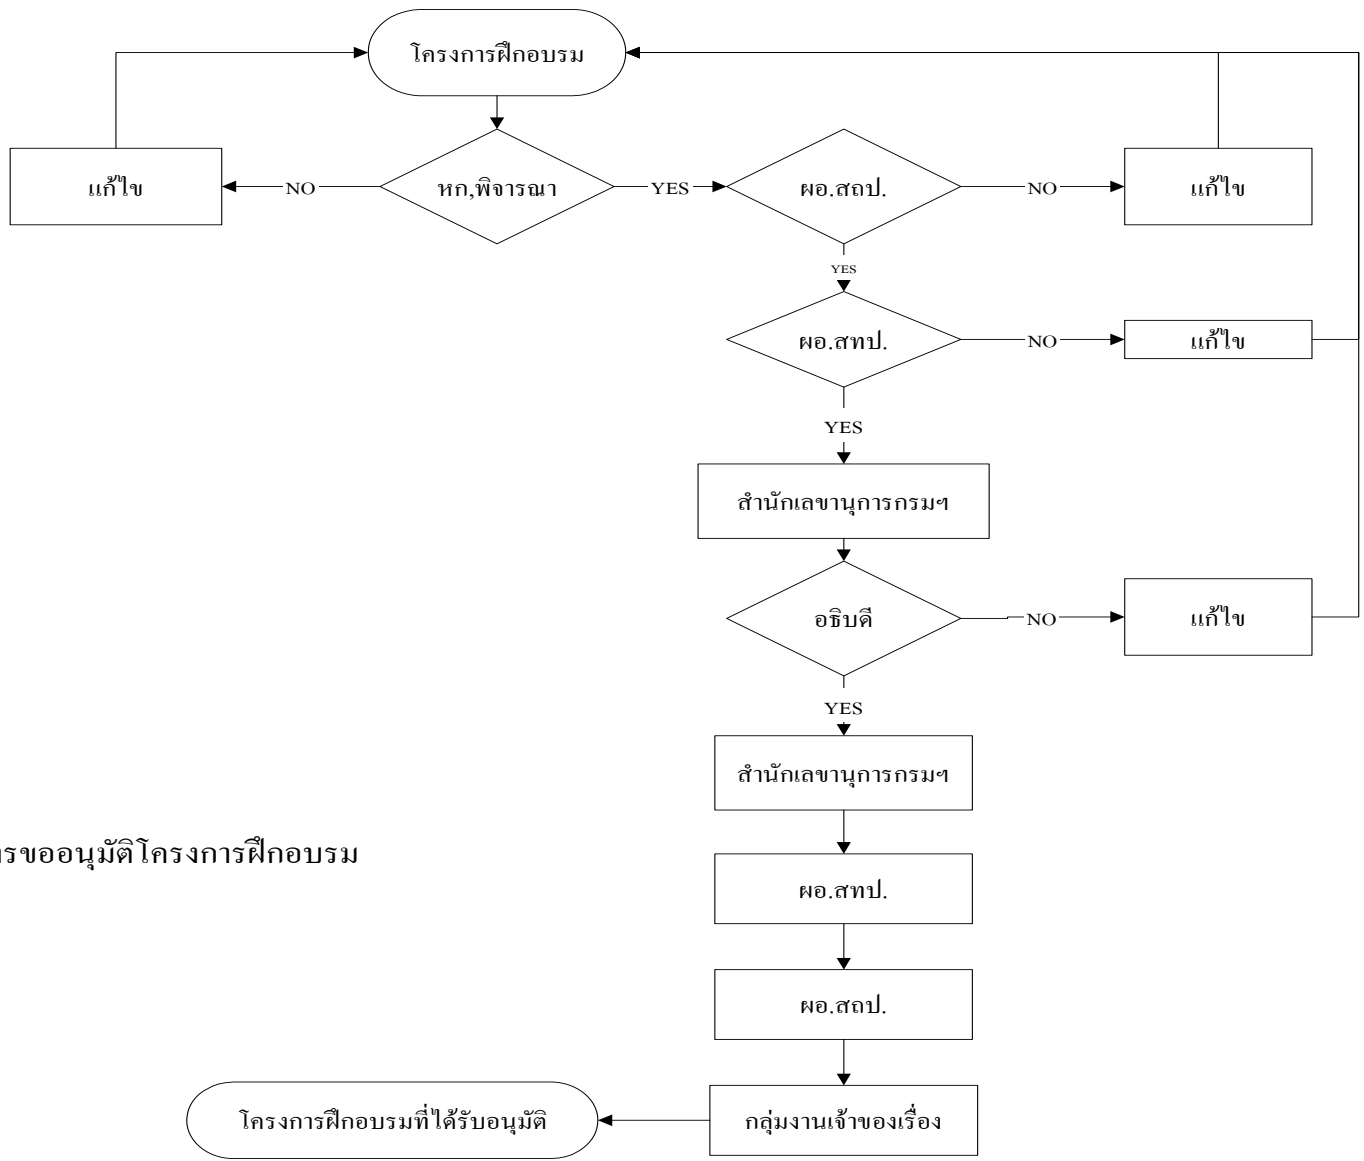 โครงการฝึกอบรม
แก้ไข
NO
หก,พิจารณา
YES
ผอ.สถป.
NO
แก้ไข
YES
ผอ.สทป.
NO
แก้ไข
YES
สำนักเลขานุการกรมฯ
อธิบดี
NO
แก้ไข
YES
สำนักเลขานุการกรมฯ
รขออนุมัติโครงการฝึกอบรม
ผอ.สทป.
ผอ.สถป.
โครงการฝึกอบรมที่ได้รับอนุมัติ
กลุ่มงานเจ้าของเรื่อง